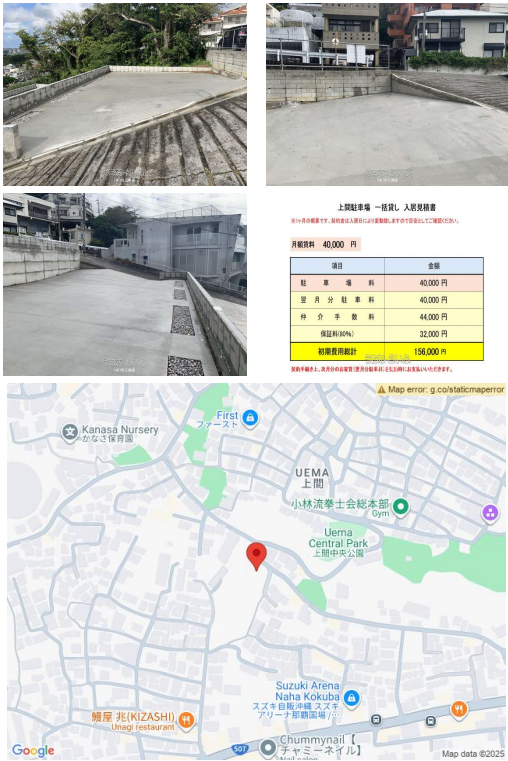 上間駐車場 一括貸し 入居見積書
月額賃料 40,000 円
項目 金額
駐車場料 40,000 円
翌月分駐車料 40,000 円
仲介手数料 44,000 円
保証料(80%) 32,000 円
初期費用総計 156,000 円
Map error: g.co/staticmaperror
First
ファースト
Kanasa Nursery
かなさ保育園
UEMA
上間
小林流拳士会総本部
Gym
Uema
Central Park
上間中央公園
Suzuki Arena
Naha Kokuba
スズキ自販沖縄 スズキ
アリーナ那覇国場 /…
鰻屋 兆(KIZASHI)
Unagi restaurant
507
Chummynail【
チャミーネイル】
Nail salon
Google
Map data ©2025